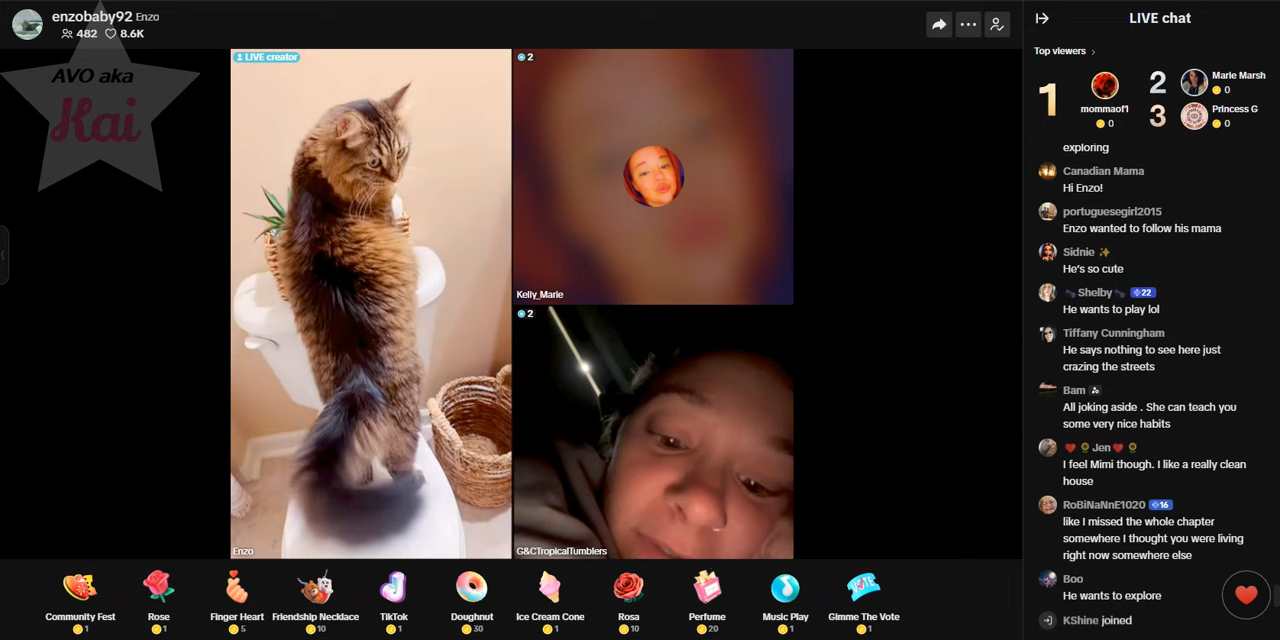 enzobaby92 Enzo
482 8.6K
AVO aka
Kai
LIVE creator
2
Kelly_Marie
2
Enzo
G&CTropicalTumblers
Community Fest
1
Rose
1
Finger Heart
5
Friendship Necklace
10
TikTok
1
Doughnut
30
Ice Cream Cone
1
Rosa
10
Perfume
20
Music Play
1
VOTE
Gimme The Vote
1
LIVE chat
Top viewers
1
mommaof1
0
2
Marie Marsh
0
3
Princess G
0
exploring
Canadian Mama
Hi Enzo!
portuguesegirl2015
Enzo wanted to follow his mama
Sidnie ✨
He's so cute
Shelby 22
He wants to play lol
Tiffany Cunningham
He says nothing to see here just
crazing the streets
Bam
All joking aside . She can teach you
some very nice habits
❤️🌻Jen❤️🌻
I feel Mimi though. I like a really clean
house
RoBiNaNnE1020 16
like I missed the whole chapter
somewhere I thought you were living
right now somewhere else
Boo
He wants to explore
KShine joined